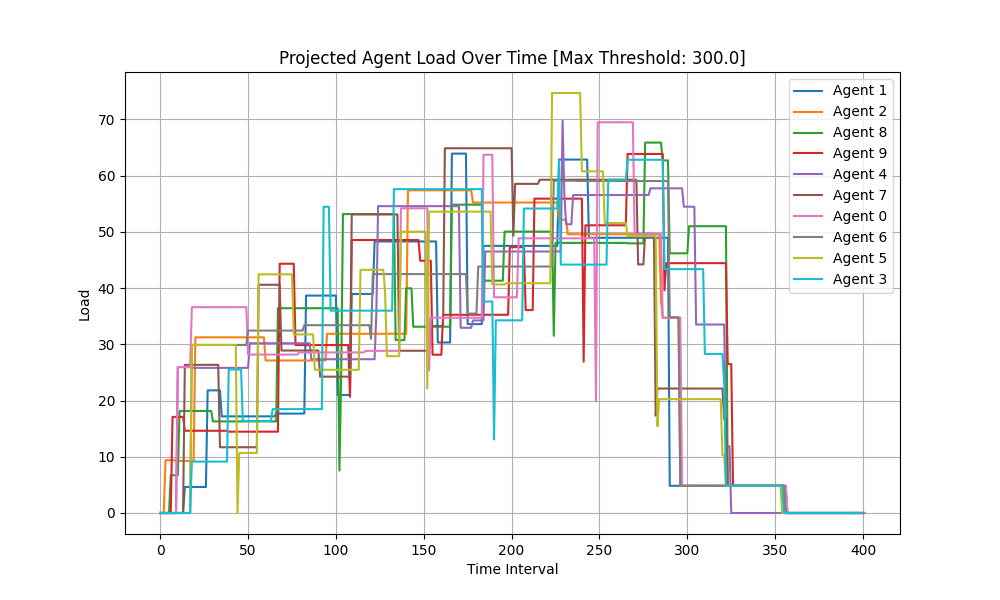 Projected Agent Load Over Time [Max Threshold: 300.0]
Agent 1
Agent 2
Agent 8
Agent 9
Agent 4
Agent 7
Agent 0
Agent 6
Agent 5
Agent 3
Load
70
60
50
40
30
20
10
0
0 50 100 150 200 250 300 350 400
Time Interval